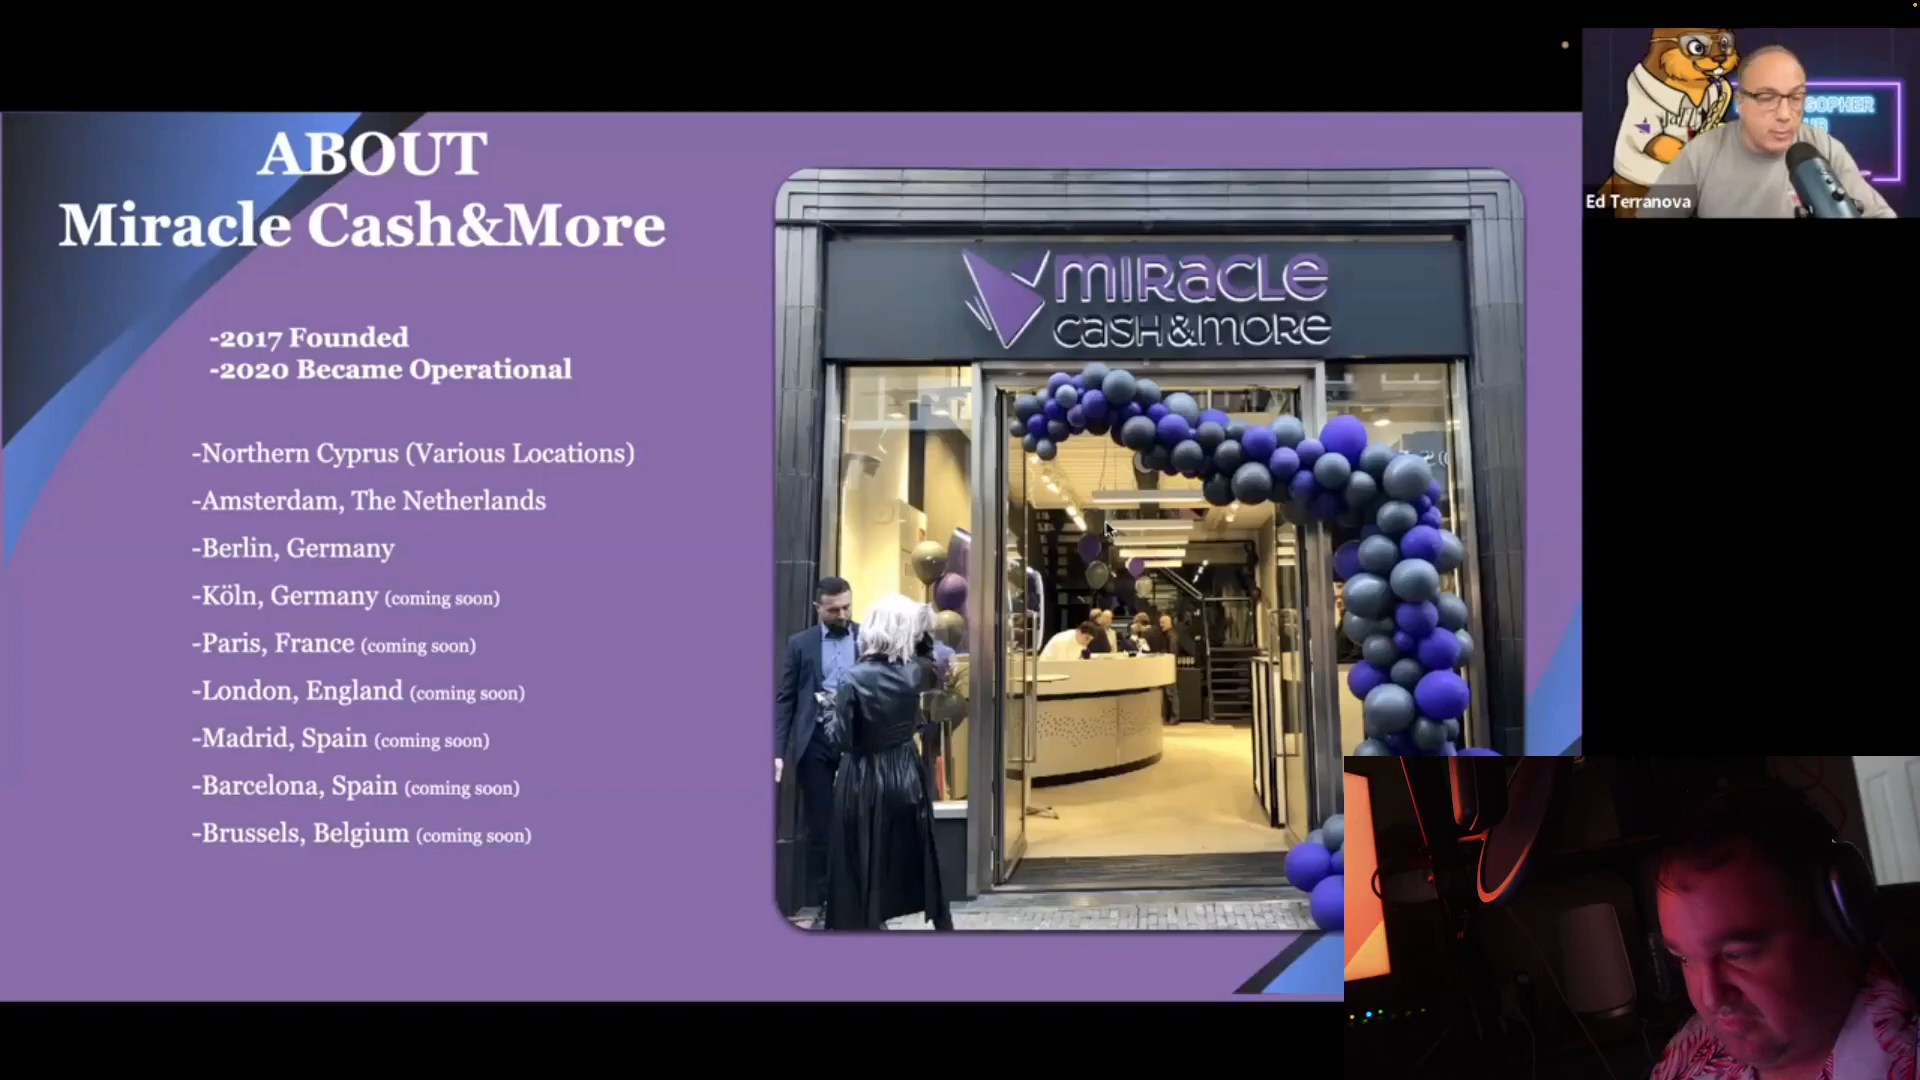 ABOUT
Miracle Cash&More
-2017 Founded
-2020 Became Operational
-Northern Cyprus (Various Locations)
-Amsterdam, The Netherlands
-Berlin, Germany
-Köln, Germany (coming soon)
-Paris, France (coming soon)
-London, England (coming soon)
-Madrid, Spain (coming soon)
-Barcelona, Spain (coming soon)
-Brussels, Belgium (coming soon)
MIRACLE
CASH&MORE
GOPHER
Ed Terranova